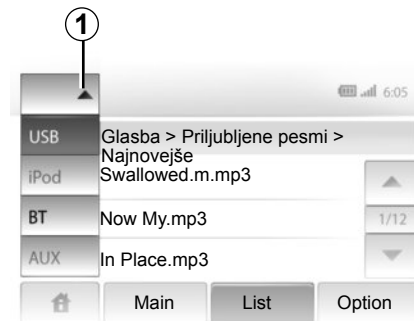 1
6:05
USB
Glasba > Priljubljene pesmi >
Najnovejše
iPod
Swallowed.m.mp3
BT
Now My.mp3
1/12
AUX
In Place.mp3
Main
List
Option